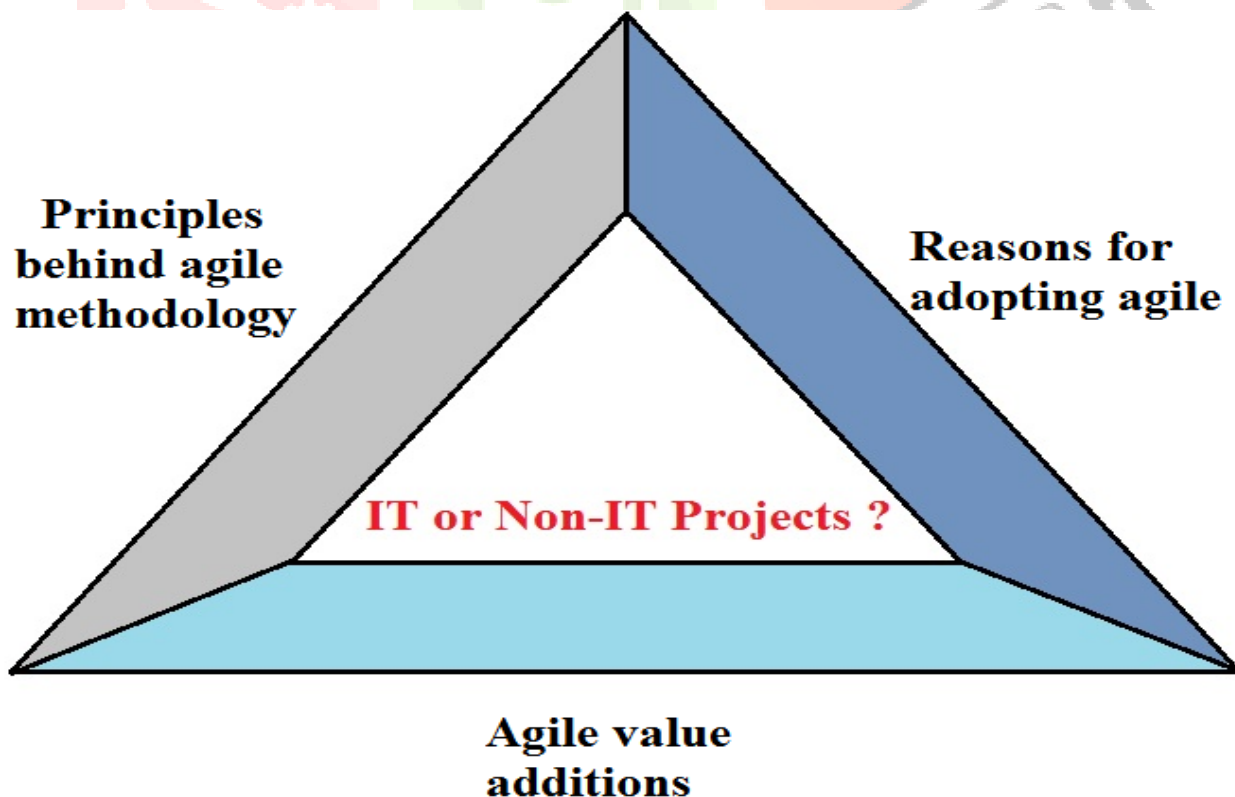 Principles
behind agile
methodology
Reasons for
adopting agile
IT or Non-IT Projects ?
Agile value
additions